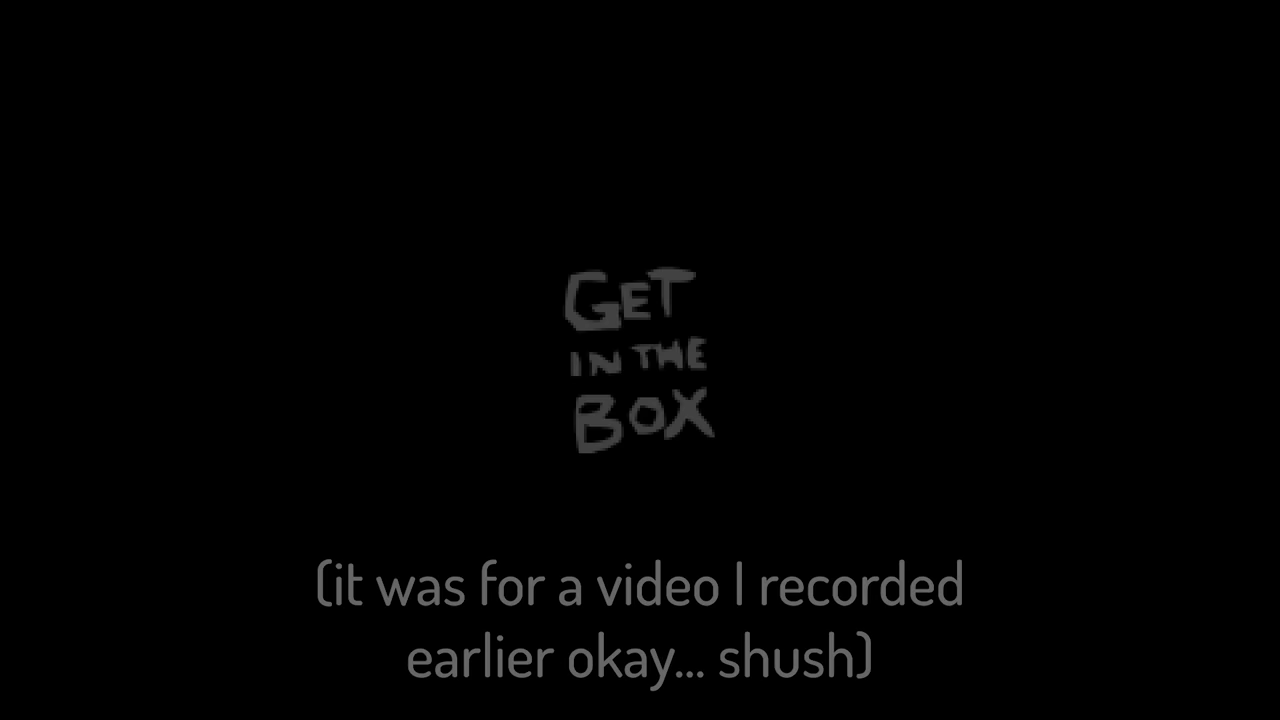 GET
IN THE
BOX
(it was for a video I recorded
earlier okay... shush)